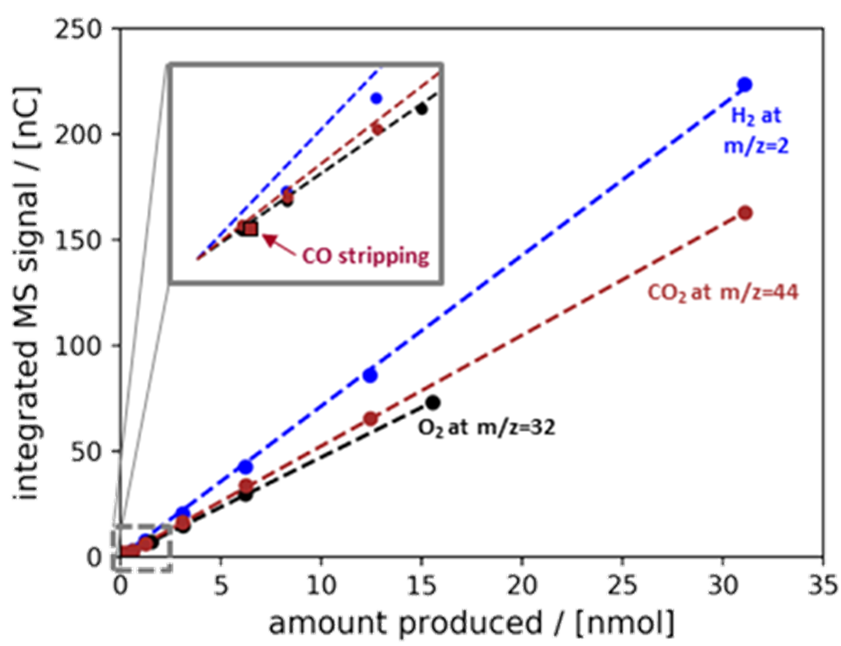 250
200
150
100
50
0
integrated MS signal / [nC]
CO stripping
H₂ at
m/z=2
CO₂ at m/z=44
O₂ at m/z=32
0 5 10 15 20 25 30 35
amount produced / [nmol]